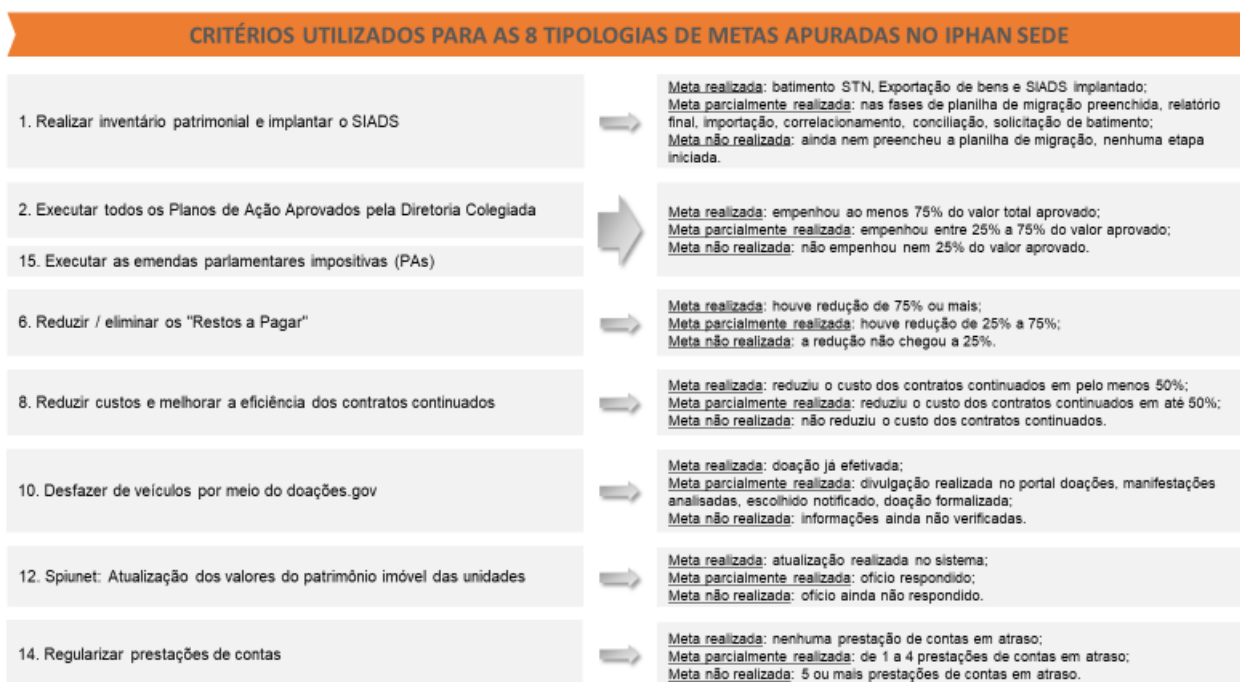 CRITÉRIOS UTILIZADOS PARA AS 8 TIPOLOGIAS DE METAS APURADAS NO IPHAN SEDE
1. Realizar inventário patrimonial e implantar o SIADS
Meta realizada: batimento STN, Exportação de bens e SIADS implantado;
Meta parcialmente realizada: nas fases de planilha de migração preenchida, relatório
final, importação, correlacionamento, conciliação, solicitação de batimento;
Meta não realizada: ainda nem preencheu a planilha de migração, nenhuma etapa
iniciada.
2. Executar todos os Planos de Ação Aprovados pela Diretoria Colegiada
15. Executar as emendas parlamentares impositivas (PAs)
Meta realizada: empenhou ao menos 75% do valor total aprovado;
Meta parcialmente realizada: empenhou entre 25% a 75% do valor aprovado;
Meta não realizada: não empenhou nem 25% do valor aprovado.
6. Reduzir / eliminar os "Restos a Pagar"
Meta realizada: houve redução de 75% ou mais;
Meta parcialmente realizada: houve redução de 25% a 75%;
Meta não realizada: a redução não chegou a 25%.
8. Reduzir custos e melhorar a eficiência dos contratos continuados
Meta realizada: reduziu o custo dos contratos continuados em pelo menos 50%;
Meta parcialmente realizada: reduziu o custo dos contratos continuados em até 50%;
Meta não realizada: não reduziu o custo dos contratos continuados.
10. Desfazer de veículos por meio do doações.gov
Meta realizada: doação já efetivada;
Meta parcialmente realizada: divulgação realizada no portal doações, manifestações
analisadas, escolhido notificado, doação formalizada;
Meta não realizada: informações ainda não verificadas.
12. Spiunet: Atualização dos valores do patrimônio imóvel das unidades
Meta realizada: atualização realizada no sistema;
Meta parcialmente realizada: ofício respondido;
Meta não realizada: ofício ainda não respondido.
14. Regularizar prestações de contas
Meta realizada: nenhuma prestação de contas em atraso;
Meta parcialmente realizada: de 1 a 4 prestações de contas em atraso;
Meta não realizada: 5 ou mais prestações de contas em atraso.